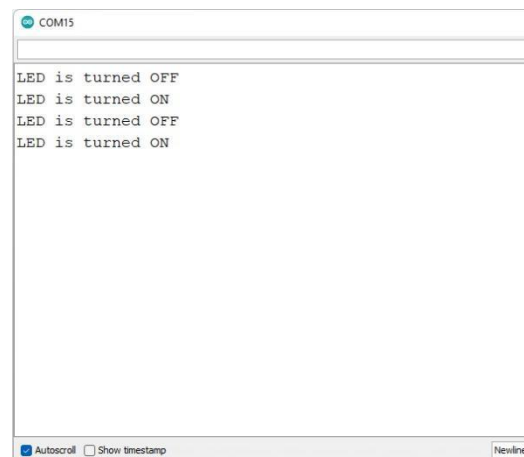 COM15
LED is turned OFF
LED is turned ON
LED is turned OFF
LED is turned ON
Autoscroll Show timestamp Newline